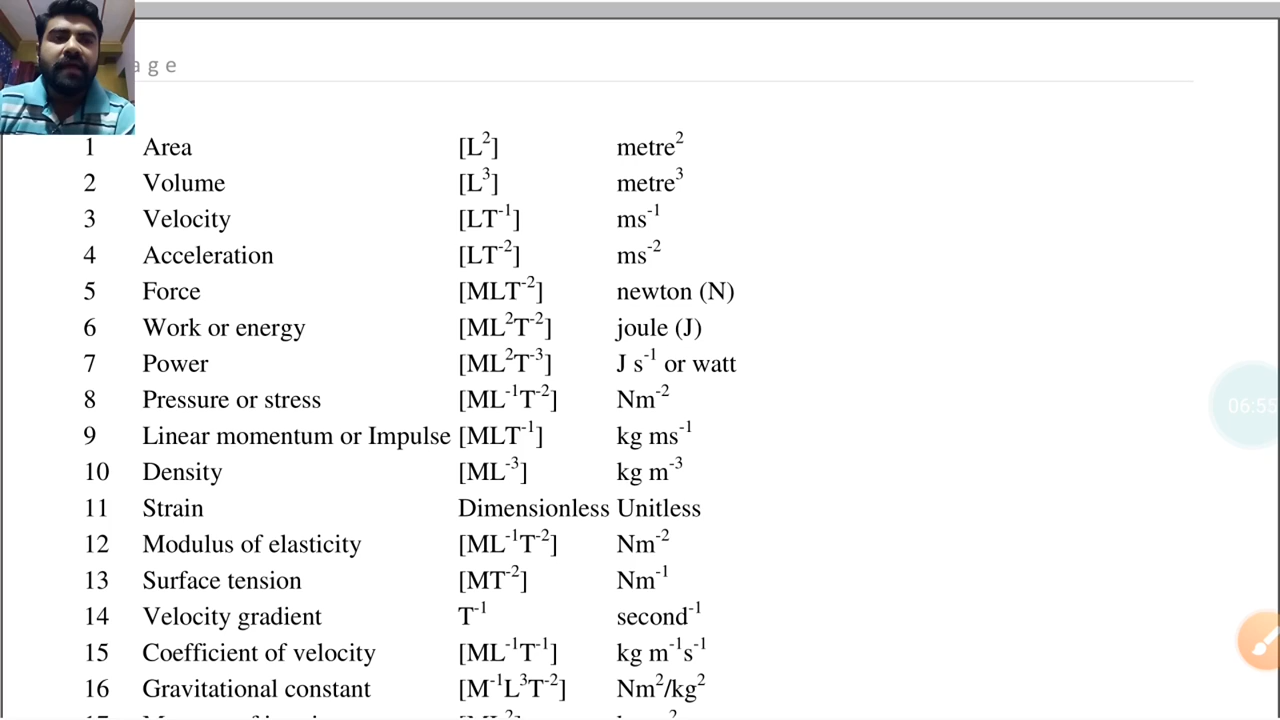 age
1 Area [L²] metre²
2 Volume [L³] metre³
3 Velocity [LT⁻¹] ms⁻¹
4 Acceleration [LT⁻²] ms⁻²
5 Force [MLT⁻²] newton (N)
6 Work or energy [ML²T⁻²] joule (J)
7 Power [ML²T⁻³] J s⁻¹ or watt
8 Pressure or stress [ML⁻¹T⁻²] Nm⁻²
9 Linear momentum or Impulse [MLT⁻¹] kg ms⁻¹
10 Density [ML⁻³] kg m⁻³
11 Strain Dimensionless Unitless
12 Modulus of elasticity [ML⁻¹T⁻²] Nm⁻²
13 Surface tension [MT⁻²] Nm⁻¹
14 Velocity gradient T⁻¹ second⁻¹
15 Coefficient of velocity [ML⁻¹T⁻¹] kg m⁻¹s⁻¹
16 Gravitational constant [M⁻¹L³T⁻²] Nm²/kg²
06:55